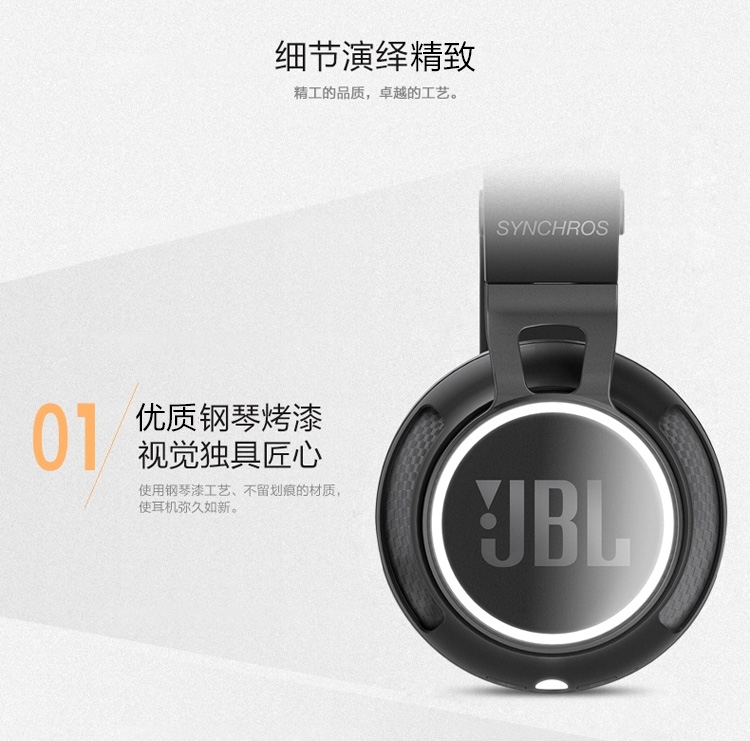 细节演绎精致
精工的品质，卓越的工艺。
SYNCHROS
01
优质钢琴烤漆
视觉独具匠心
使用钢琴漆工艺、不留划痕的材质，
使耳机弥久如新。
JBL